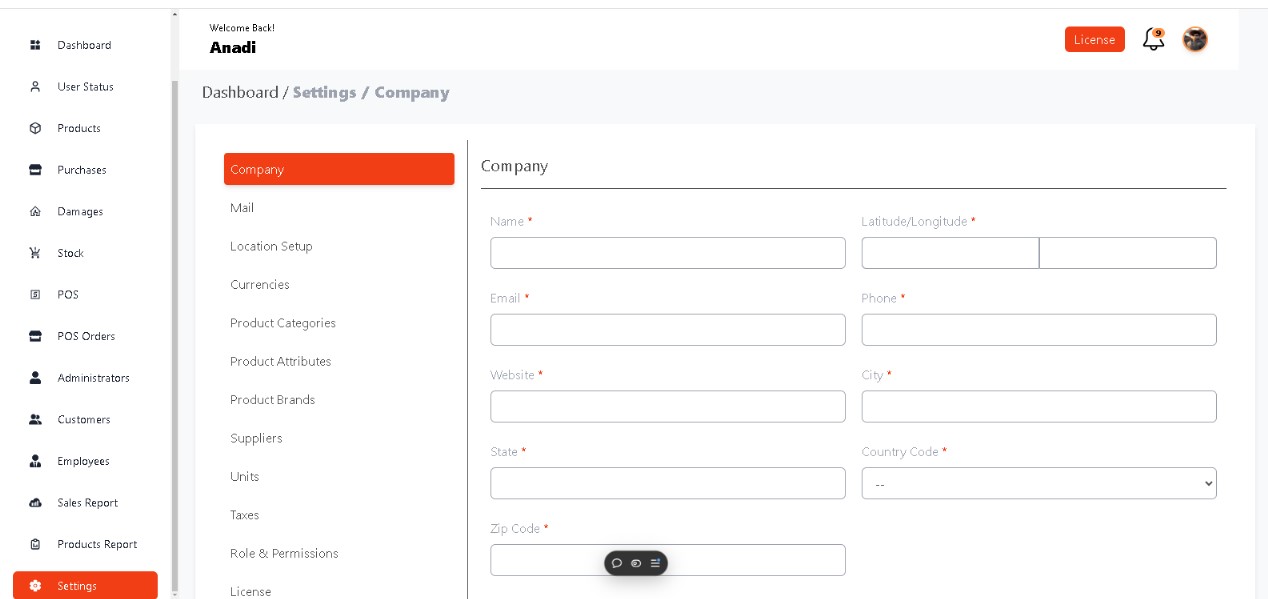 Welcome Back!
Anadi
License
9
Dashboard / Settings / Company
Dashboard
User Status
Products
Purchases
Damages
Stock
POS
POS Orders
Administrators
Customers
Employees
Sales Report
Products Report
Settings
Company
Mail
Location Setup
Currencies
Product Categories
Product Attributes
Product Brands
Suppliers
Units
Taxes
Role & Permissions
License
Company
Name *
Latitude/Longitude *
Email *
Phone *
Website *
City *
State *
Country Code *
--
Zip Code *